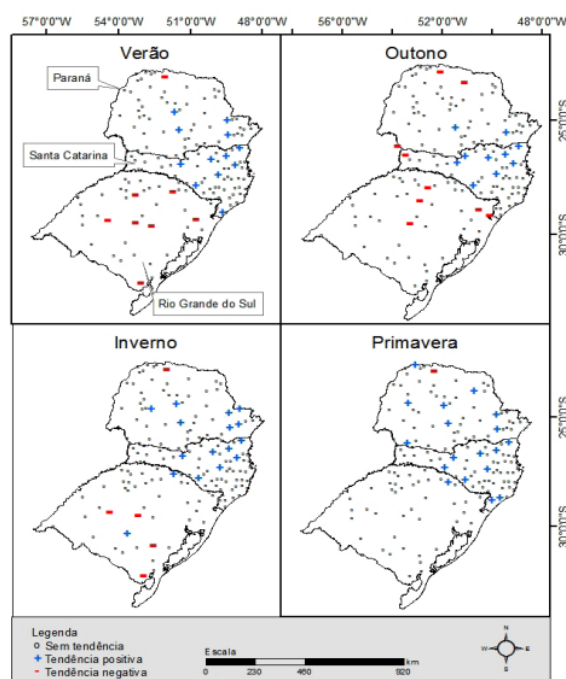 57°0'0"W 54°0'0"W 51°0'0"W 48°0'0"W
56°0'0"W 52°0'0"W 48°0'0"W
Verão
Outono
Paraná
Santa Catarina
Rio Grande do Sul
25°0'0"S
30°0'0"S
Inverno
Primavera
25°0'0"S
30°0'0"S
Legenda
Sem tendência
Tendência positiva
Tendência negativa
Escala
0 230 460 920
km
N
W E
S